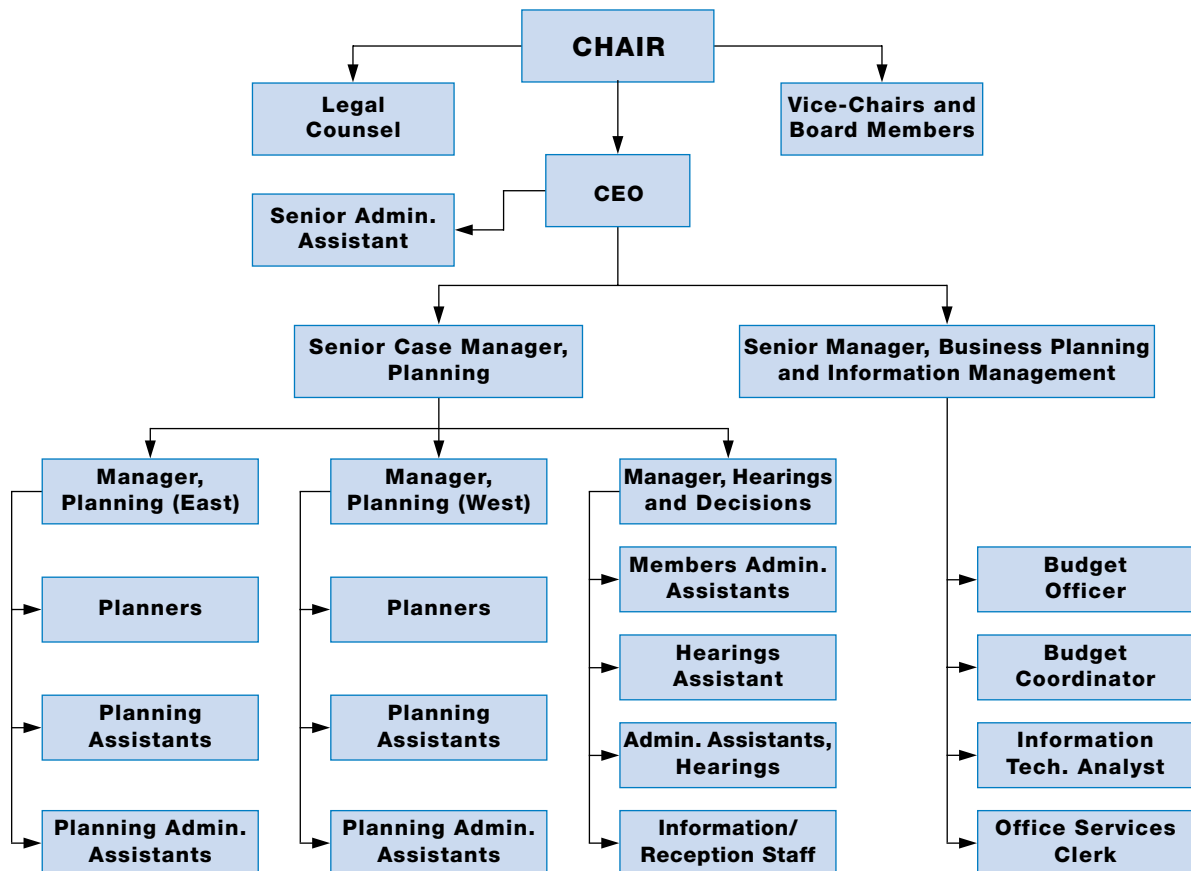 CHAIR
Legal
Counsel
Vice-Chairs and
Board Members
CEO
Senior Admin.
Assistant
Senior Case Manager,
Planning
Senior Manager, Business Planning
and Information Management
Manager,
Planning (East)
Manager,
Planning (West)
Manager, Hearings
and Decisions
Planners
Planning
Assistants
Planning Admin.
Assistants
Planners
Planning
Assistants
Planning Admin.
Assistants
Members Admin.
Assistants
Hearings
Assistant
Admin. Assistants,
Hearings
Information/
Reception Staff
Budget
Officer
Budget
Coordinator
Information
Tech. Analyst
Office Services
Clerk